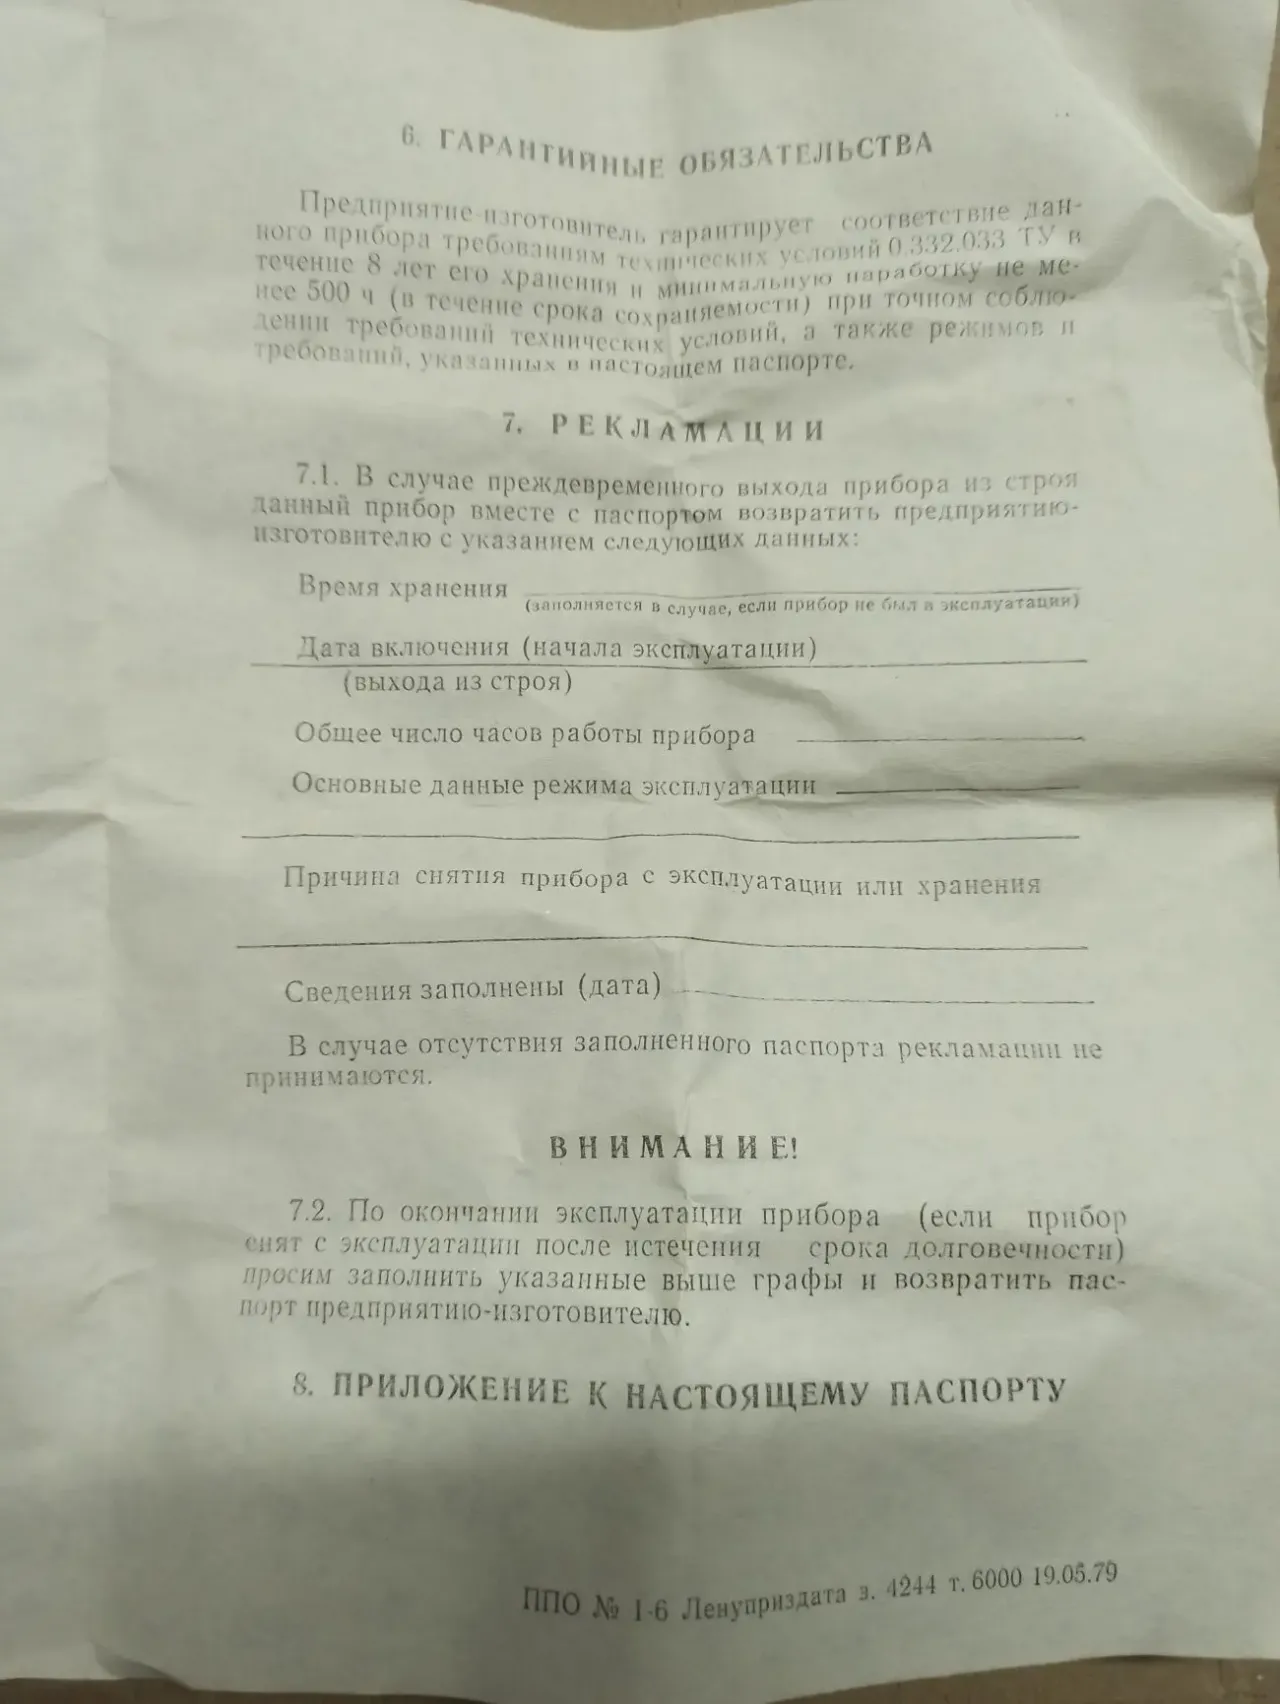 6. ГАРАНТИЙНЫЕ ОБЯЗАТЕЛЬСТВА
Предприятие-изготовитель гарантирует соответствие дан-
ного прибора требованиям технических условий 0.332.033 ТУ в
течение 8 лет его хранения и минимальную наработку не ме-
нее 500 ч (в течение срока сохраняемости) при точном соблю-
дении требований технических условий, а также режимов и
требований, указанных в настоящем паспорте.
7. РЕКЛАМАЦИИ
7.1. В случае преждевременного выхода прибора из строя
данный прибор вместе с паспортом возвратить предприятию-
изготовителю с указанием следующих данных:
Время хранения
(заполняется в случае, если прибор не был в эксплуатации)
Дата включения (начала эксплуатации)
(выхода из строя)
Общее число часов работы прибора
Основные данные режима эксплуатации
Причина снятия прибора с эксплуатации или хранения
Сведения заполнены (дата)
В случае отсутствия заполненного паспорта рекламации не
принимаются.
ВНИМАНИЕ!
7.2. По окончании эксплуатации прибора (если прибор
снят с эксплуатации после истечения срока долговечности)
просим заполнить указанные выше графы и возвратить пас-
порт предприятию-изготовителю.
8. ПРИЛОЖЕНИЕ К НАСТОЯЩЕМУ ПАСПОРТУ
ППО № 1-6 Ленуприздата з. 4244 т. 6000 19.05.79